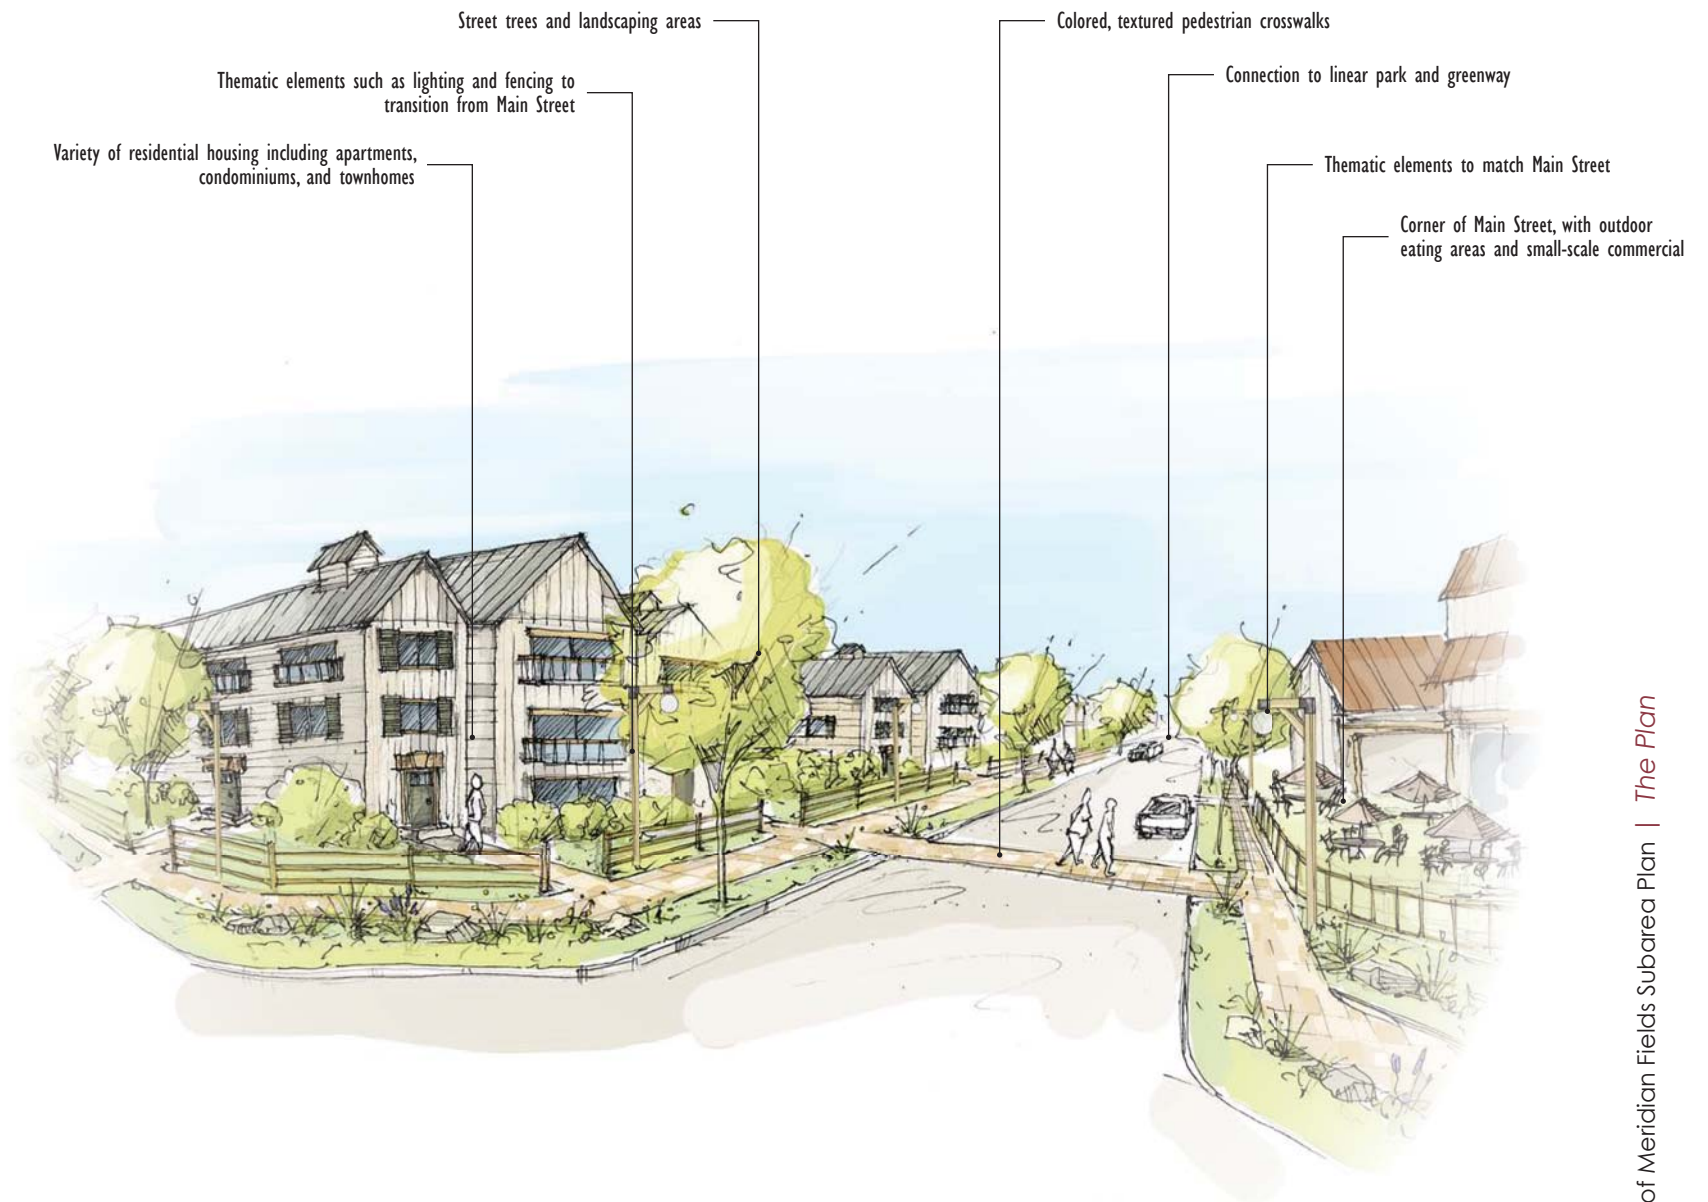 Street trees and landscaping areas
Colored, textured pedestrian crosswalks
Thematic elements such as lighting and fencing to
transition from Main Street
Connection to linear park and greenway
Variety of residential housing including apartments,
condominiums, and townhomes
Thematic elements to match Main Street
Corner of Main Street, with outdoor
eating areas and small-scale commercial
of Meridian Fields Subarea Plan | The Plan